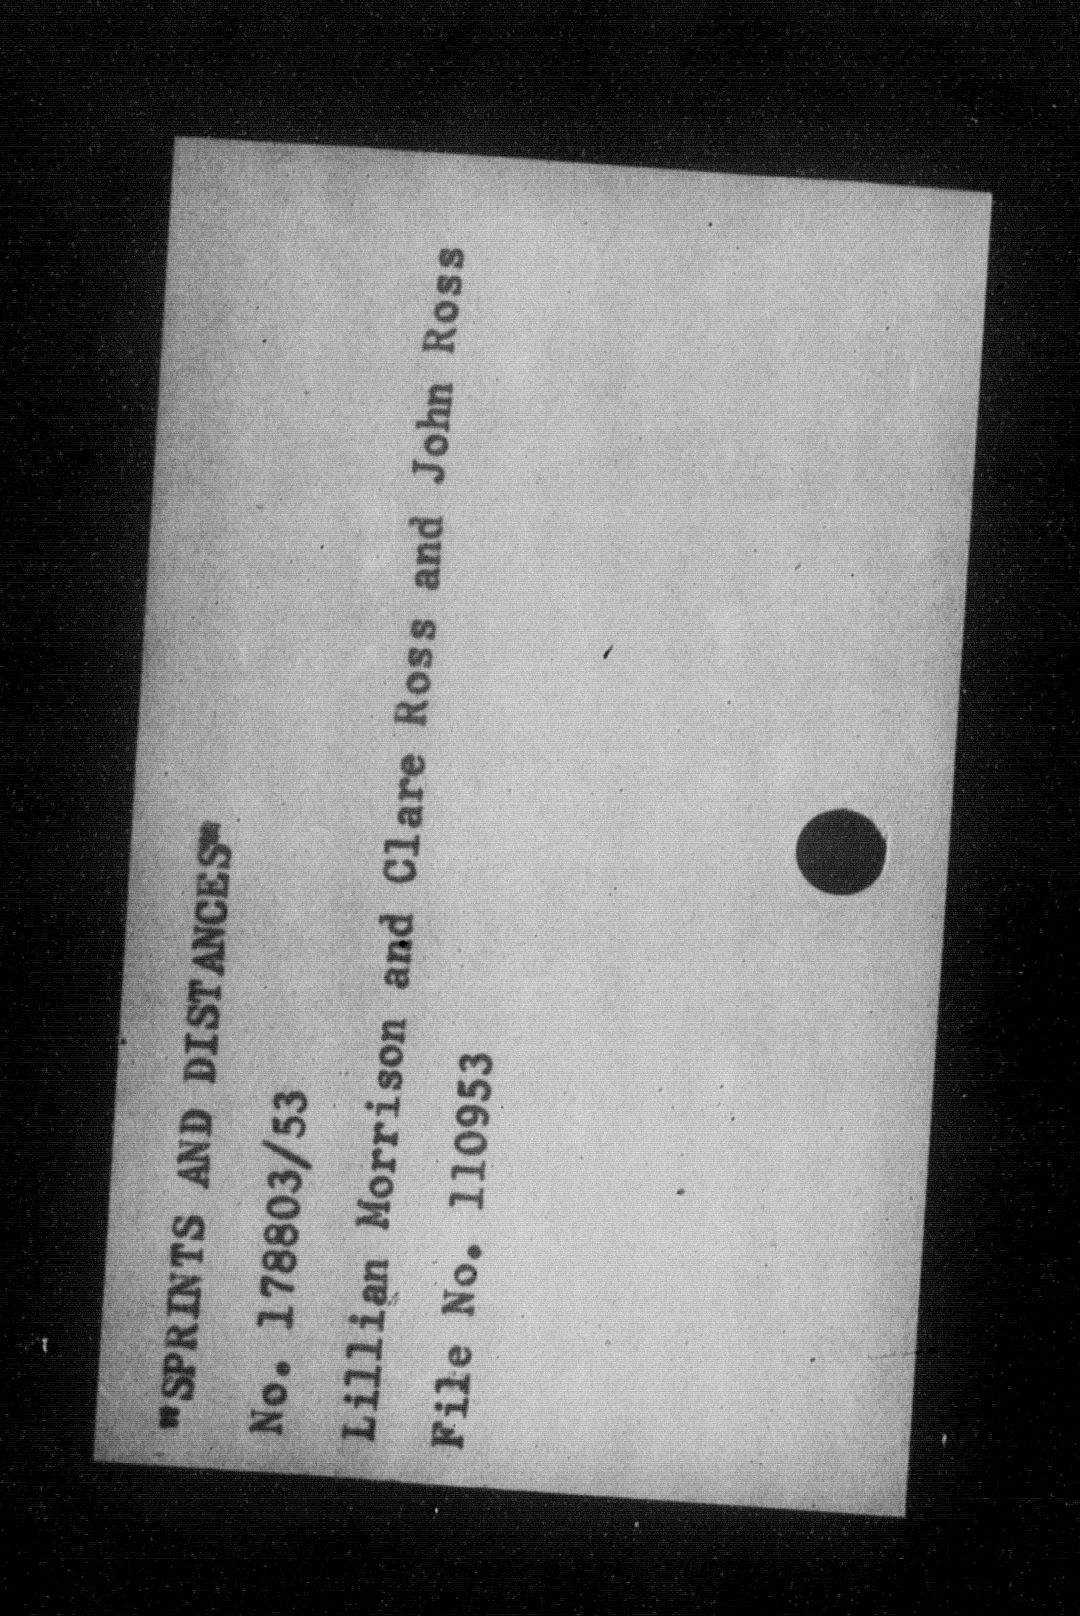 "SPRINTS AND DISTANCES"
No. 178803/53
Lillian Morrison and Clare Ross and John Ross
File No. 110953